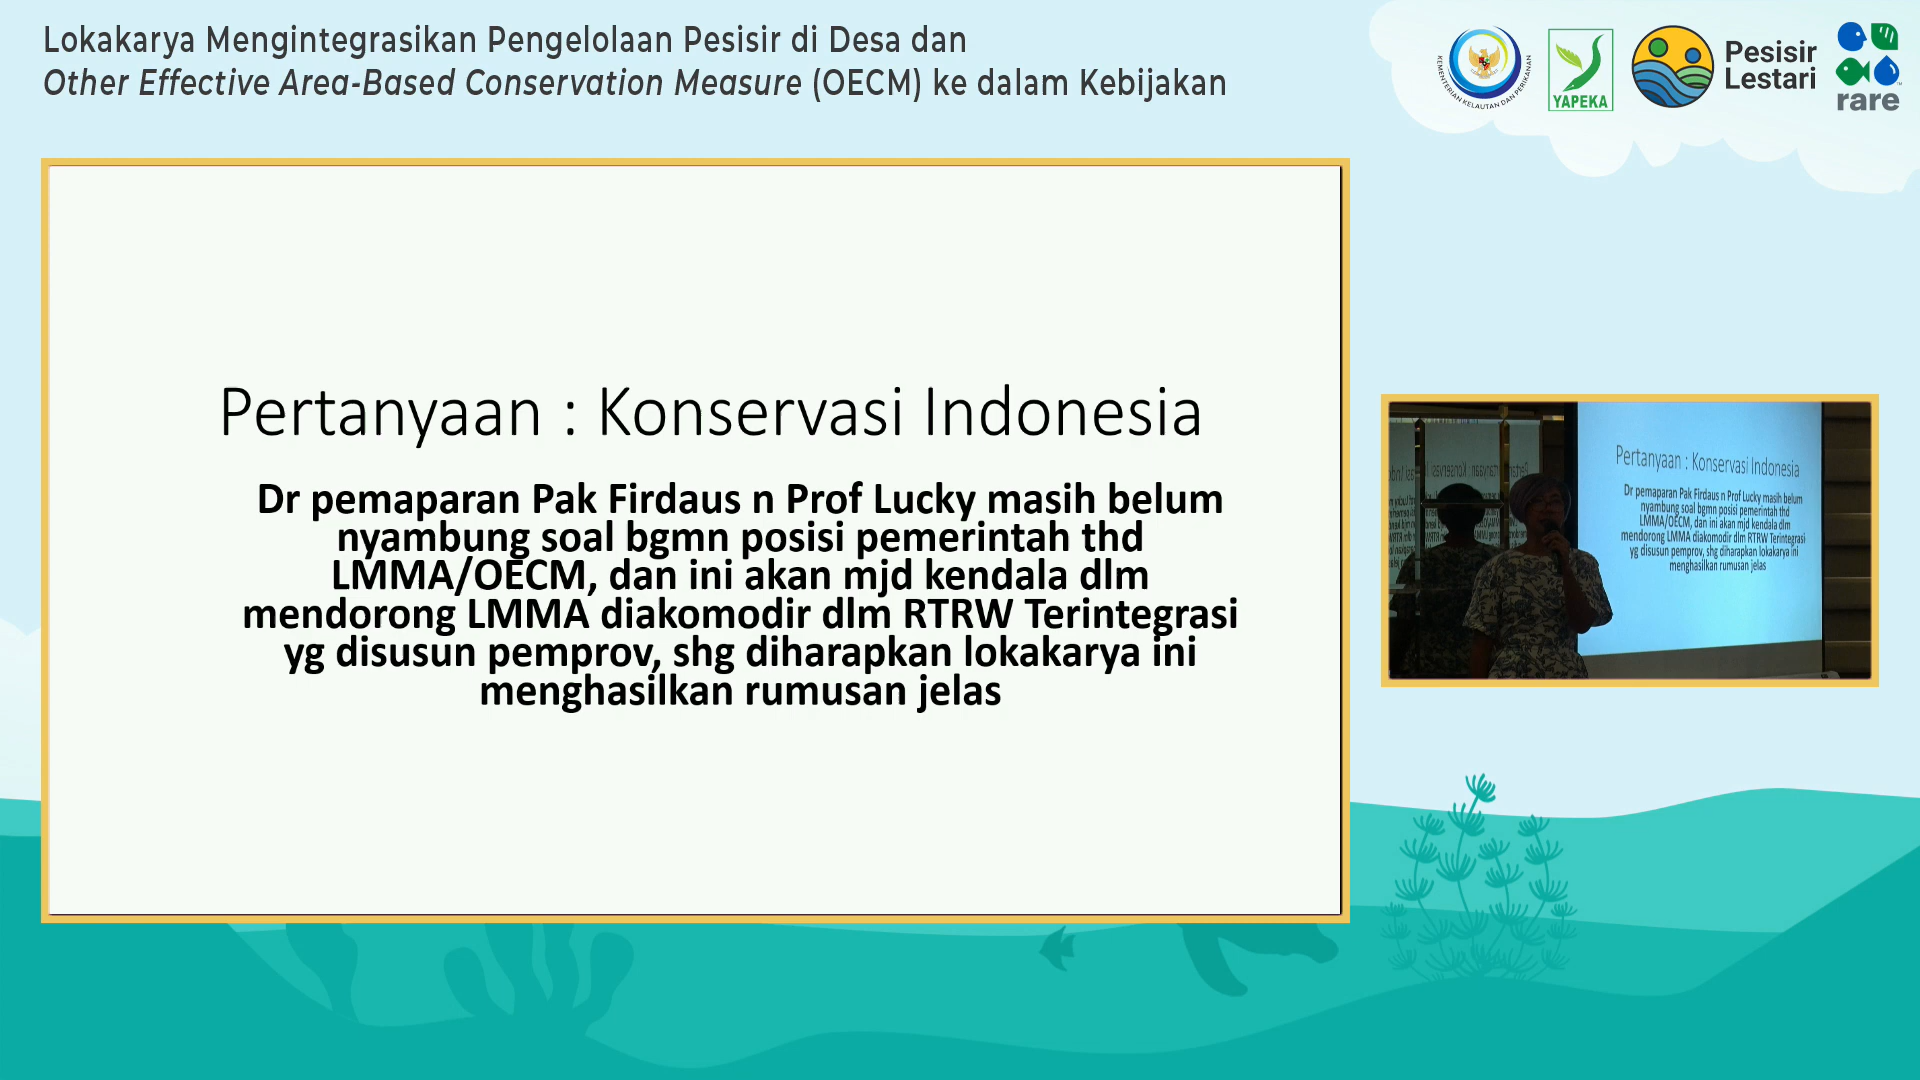 Lokakarya Mengintegrasikan Pengelolaan Pesisir di Desa dan
Other Effective Area-Based Conservation Measure (OECM) ke dalam Kebijakan
KEMENTERIAN KELAUTAN DAN PERIKANAN
YAPEKA
Pesisir
Lestari
rare
Pertanyaan : Konservasi Indonesia
Dr pemaparan Pak Firdaus n Prof Lucky masih belum
nyambung soal bgmn posisi pemerintah thd
LMMA/OECM, dan ini akan mjd kendala dlm
mendorong LMMA diakomodir dlm RTRW Terintegrasi
yg disusun pemprov, shg diharapkan lokakarya ini
menghasilkan rumusan jelas
Pertanyaan : Konservasi Indonesia
Dr pemaparan Pak Firdaus n Prof Lucky masih belum
nyambung soal bgmn posisi pemerintah thd
LMMA/OECM, dan ini akan mjd kendala dlm
mendorong LMMA diakomodir dlm RTRW Terintegrasi
yg disusun pemprov, shg diharapkan lokakarya ini
menghasilkan rumusan jelas